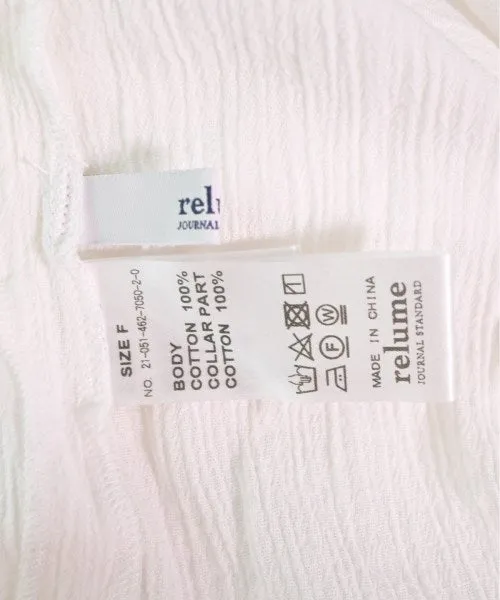 relu
JOURNAL
SIZE F
NO. 21-051-462-7050-2-0
BODY
COTTON 100%
COLLAR PART
COTTON 100%
F W
MADE IN CHINA
relume
JOURNAL STANDARD